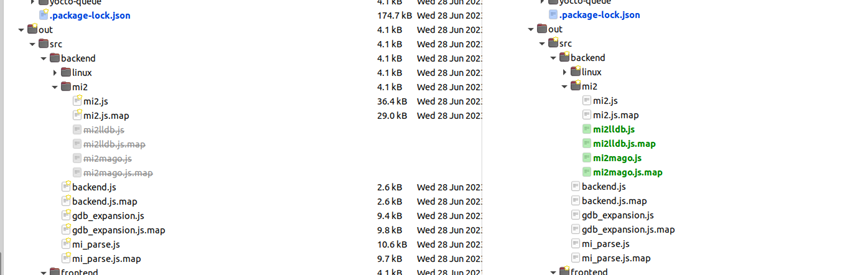 yocto-queue 4.1 kB Wed 28 Jun 202 yocto-queue
.package-lock.json 174.7 kB Wed 28 Jun 202 .package-lock.json
out 4.1 kB Wed 28 Jun 202 out
src 4.1 kB Wed 28 Jun 202 src
backend 4.1 kB Wed 28 Jun 202 backend
linux 4.1 kB Wed 28 Jun 202 linux
mi2 4.1 kB Wed 28 Jun 202 mi2
mi2.js 36.4 kB Wed 28 Jun 202 mi2.js
mi2.js.map 29.0 kB Wed 28 Jun 202 mi2.js.map
mi2lldb.js mi2lldb.js
mi2lldb.js.map mi2lldb.js.map
mi2mago.js mi2mago.js
mi2mago.js.map mi2mago.js.map
backend.js 2.6 kB Wed 28 Jun 202 backend.js
backend.js.map 2.6 kB Wed 28 Jun 202 backend.js.map
gdb_expansion.js 9.4 kB Wed 28 Jun 202 gdb_expansion.js
gdb_expansion.js.map 9.8 kB Wed 28 Jun 202 gdb_expansion.js.map
mi_parse.js 10.6 kB Wed 28 Jun 202 mi_parse.js
mi_parse.js.map 9.7 kB Wed 28 Jun 202 mi_parse.js.map
frontend 4.1 kB Wed 28 Jun 202 frontend